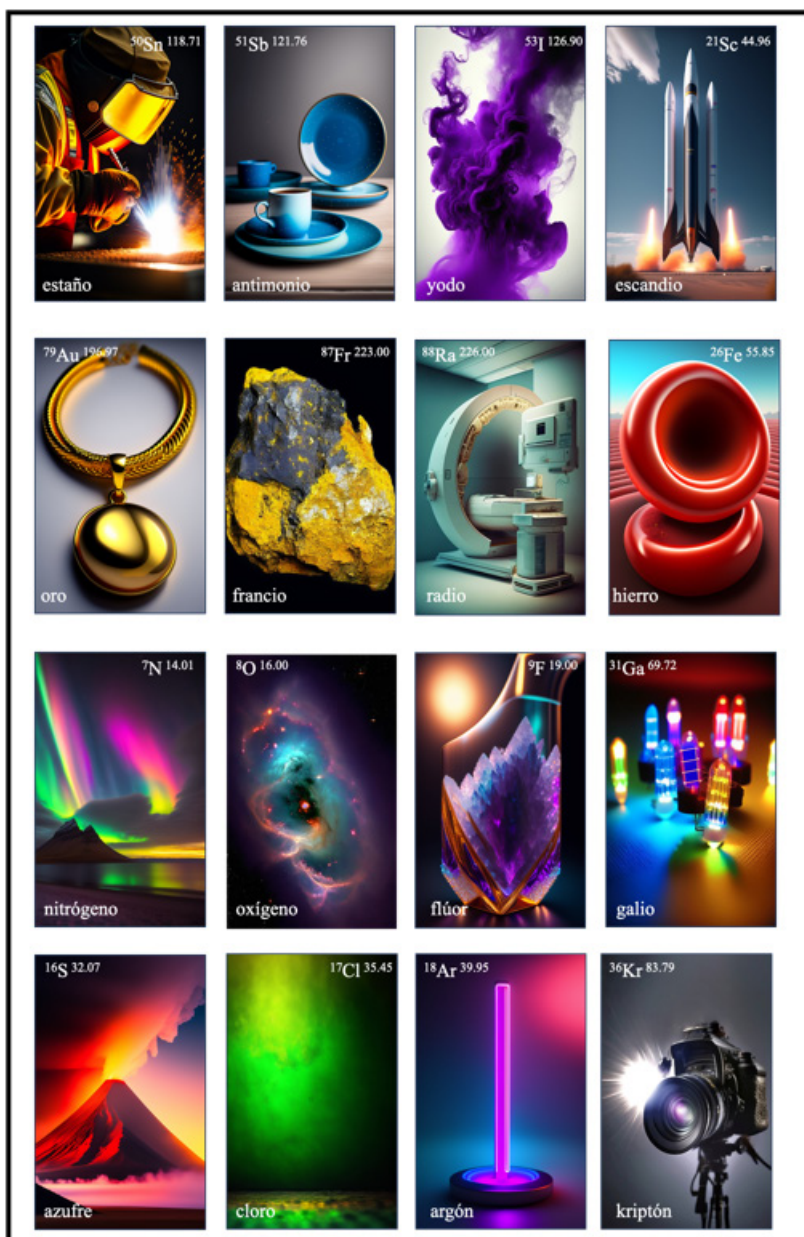 ⁵⁰Sn 118.71
estaño
⁵¹Sb 121.76
antimonio
⁵³I 126.90
yodo
²¹Sc 44.96
escandio
⁷⁹Au 196.97
oro
⁸⁷Fr 223.00
francio
⁸⁸Ra 226.00
radio
²⁶Fe 55.85
hierro
⁷N 14.01
nitrógeno
⁸O 16.00
oxígeno
⁹F 19.00
flúor
³¹Ga 69.72
galio
¹⁶S 32.07
azufre
¹⁷Cl 35.45
cloro
¹⁸Ar 39.95
argón
³⁶Kr 83.79
kriptón